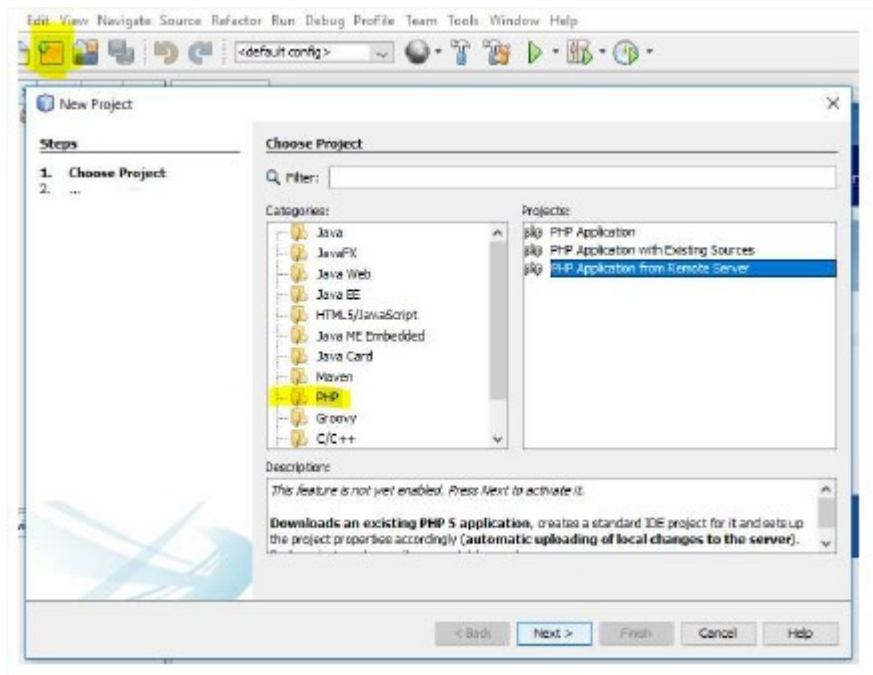 Edit View Navigate Source Refactor Run Debug Profile Team Tools Window Help
<default config>
New Project
Steps
Choose Project
1. Choose Project
2. ...
Filter:
Categories:
Java
JavaFX
Java Web
Java EE
HTML5/JavaScript
Java ME Embedded
Java Card
Maven
PHP
Groovy
C/C++
Projects:
PHP Application
PHP Application with Existing Sources
PHP Application from Remote Server
Description:
This feature is not yet enabled. Press Next to activate it.
Downloads an existing PHP 5 application, creates a standard IDE project for it and sets up
the project properties accordingly (automatic uploading of local changes to the server).
< Back
Next >
Finish
Cancel
Help